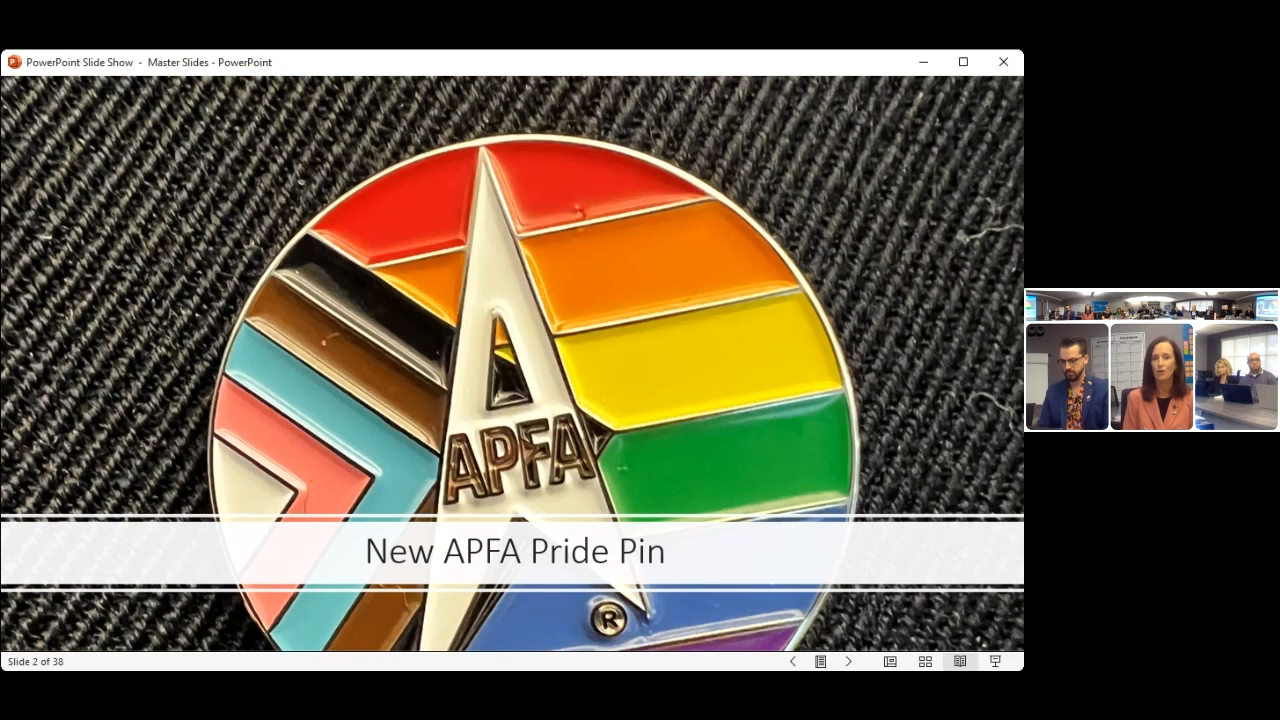 PowerPoint Slide Show - Master Slides - PowerPoint
APFA
New APFA Pride Pin
®
Slide 2 of 38